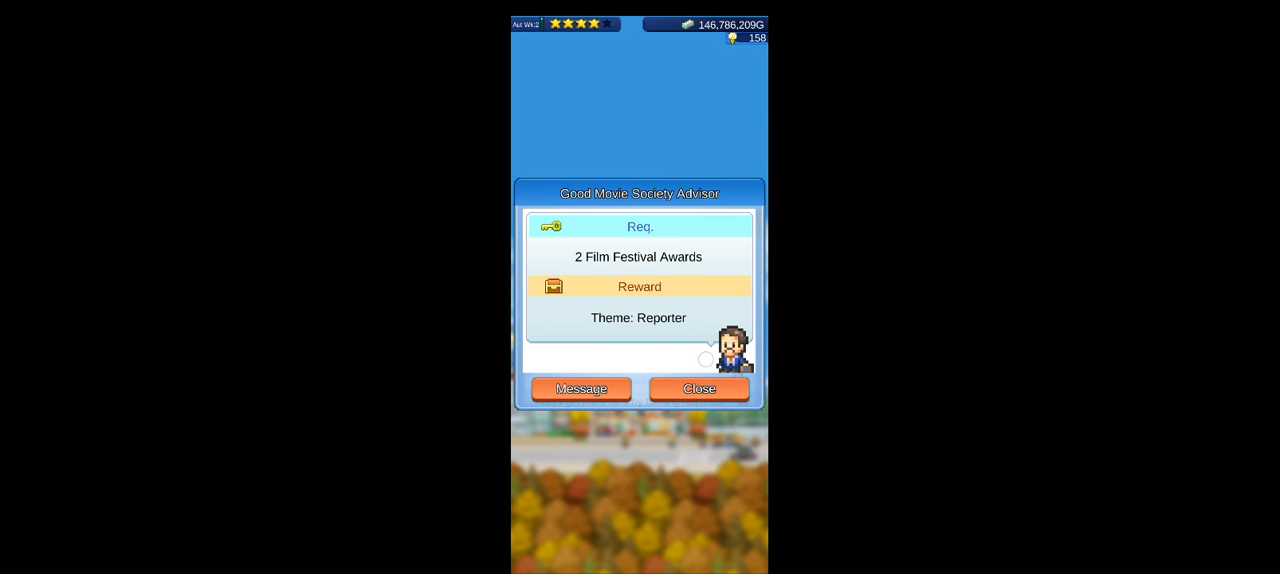 Aut Wk:2
146,786,209G
158
Good Movie Society Advisor
Req.
2 Film Festival Awards
Reward
Theme: Reporter
Message
Close